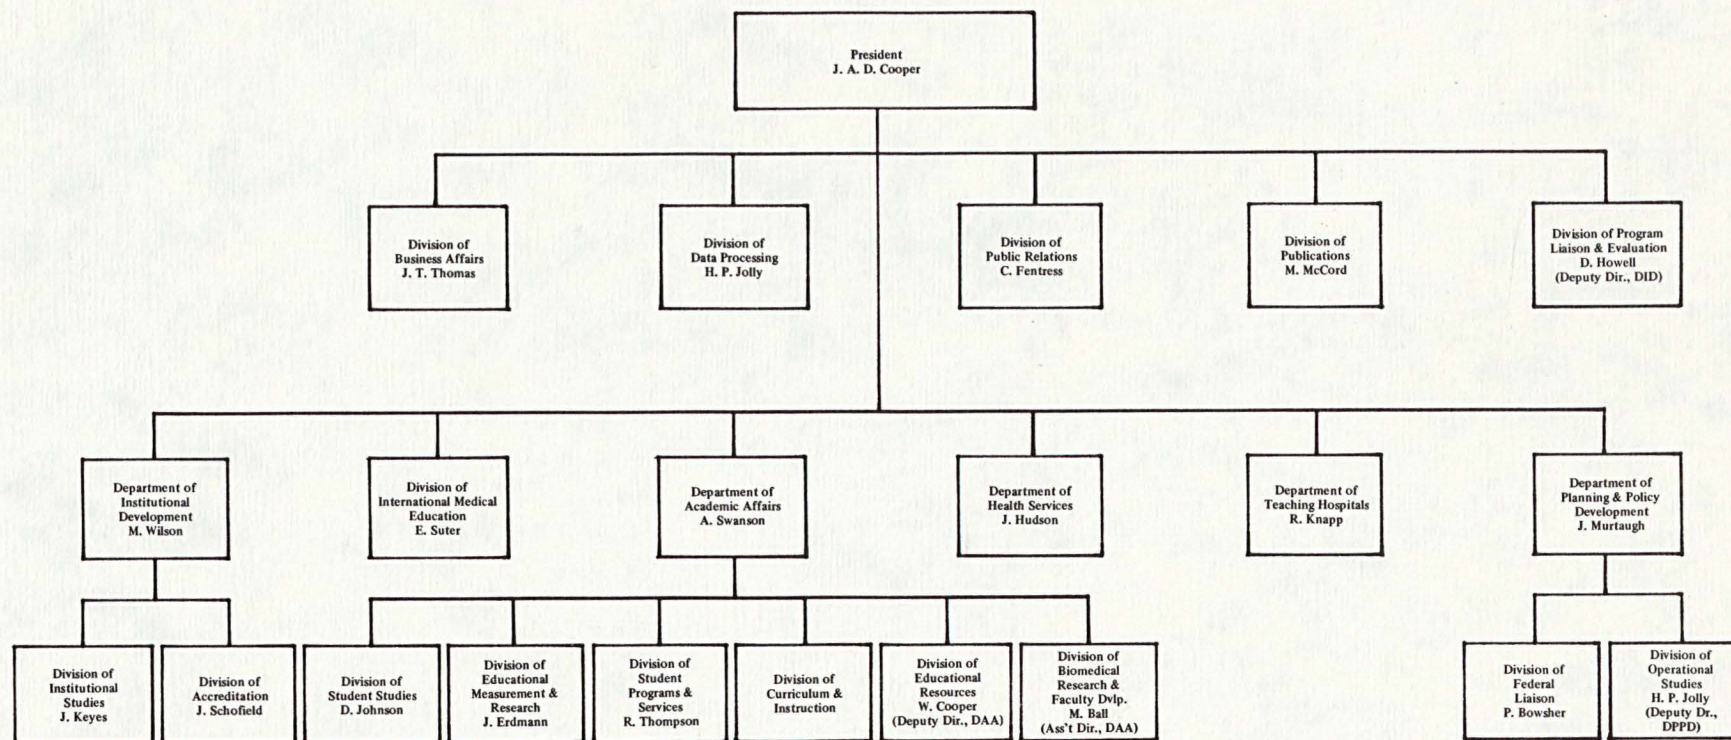 President
J. A. D. Cooper
Division of
Business Affairs
J. T. Thomas
Division of
Data Processing
H. P. Jolly
Division of
Public Relations
C. Fentress
Division of
Publications
M. McCord
Division of Program
Liaison & Evaluation
D. Howell
(Deputy Dir., DID)
Department of
Institutional
Development
M. Wilson
Division of
International Medical
Education
E. Suter
Department of
Academic Affairs
A. Swanson
Department of
Health Services
J. Hudson
Department of
Teaching Hospitals
R. Knapp
Department of
Planning & Policy
Development
J. Murtaugh
Division of
Institutional
Studies
J. Keyes
Division of
Accreditation
J. Schofield
Division of
Student Studies
D. Johnson
Division of
Educational
Measurement &
Research
J. Erdmann
Division of
Student
Programs &
Services
R. Thompson
Division of
Curriculum &
Instruction
Division of
Educational
Resources
W. Cooper
(Deputy Dir., DAA)
Division of
Biomedical
Research &
Faculty Dvlp.
M. Ball
(Ass't Dir., DAA)
Division of
Federal
Liaison
P. Bowsher
Division of
Operational
Studies
H. P. Jolly
(Deputy Dr.,
DPPD)